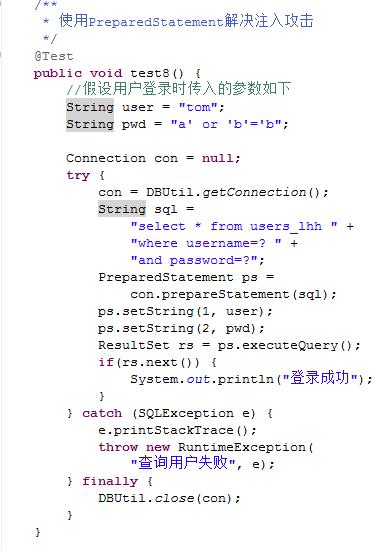 /**
 * 使用PreparedStatement解决注入攻击
 */
@Test
public void test8() {
    //假设用户登录时传入的参数如下
    String user = "tom";
    String pwd = "a' or 'b'='b";

    Connection con = null;
    try {
        con = DBUtil.getConnection();
        String sql =
            "select * from users_lhh " +
            "where username=? " +
            "and password=?";
        PreparedStatement ps =
            con.prepareStatement(sql);
        ps.setString(1, user);
        ps.setString(2, pwd);
        ResultSet rs = ps.executeQuery();
        if(rs.next()) {
            System.out.println("登录成功");
        }
    } catch (SQLException e) {
        e.printStackTrace();
        throw new RuntimeException(
            "查询用户失败", e);
    } finally {
        DBUtil.close(con);
    }
}